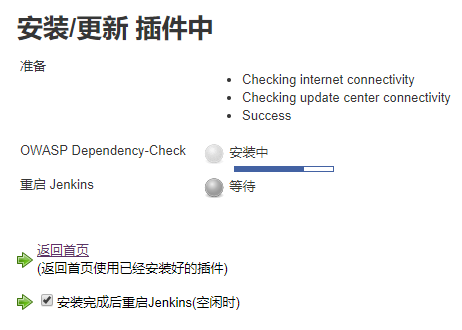 安装/更新 插件中
准备
Checking internet connectivity
Checking update center connectivity
Success
OWASP Dependency-Check 安装中
重启 Jenkins 等待
返回首页
(返回首页使用已经安装好的插件)
安装完成后重启Jenkins(空闲时)